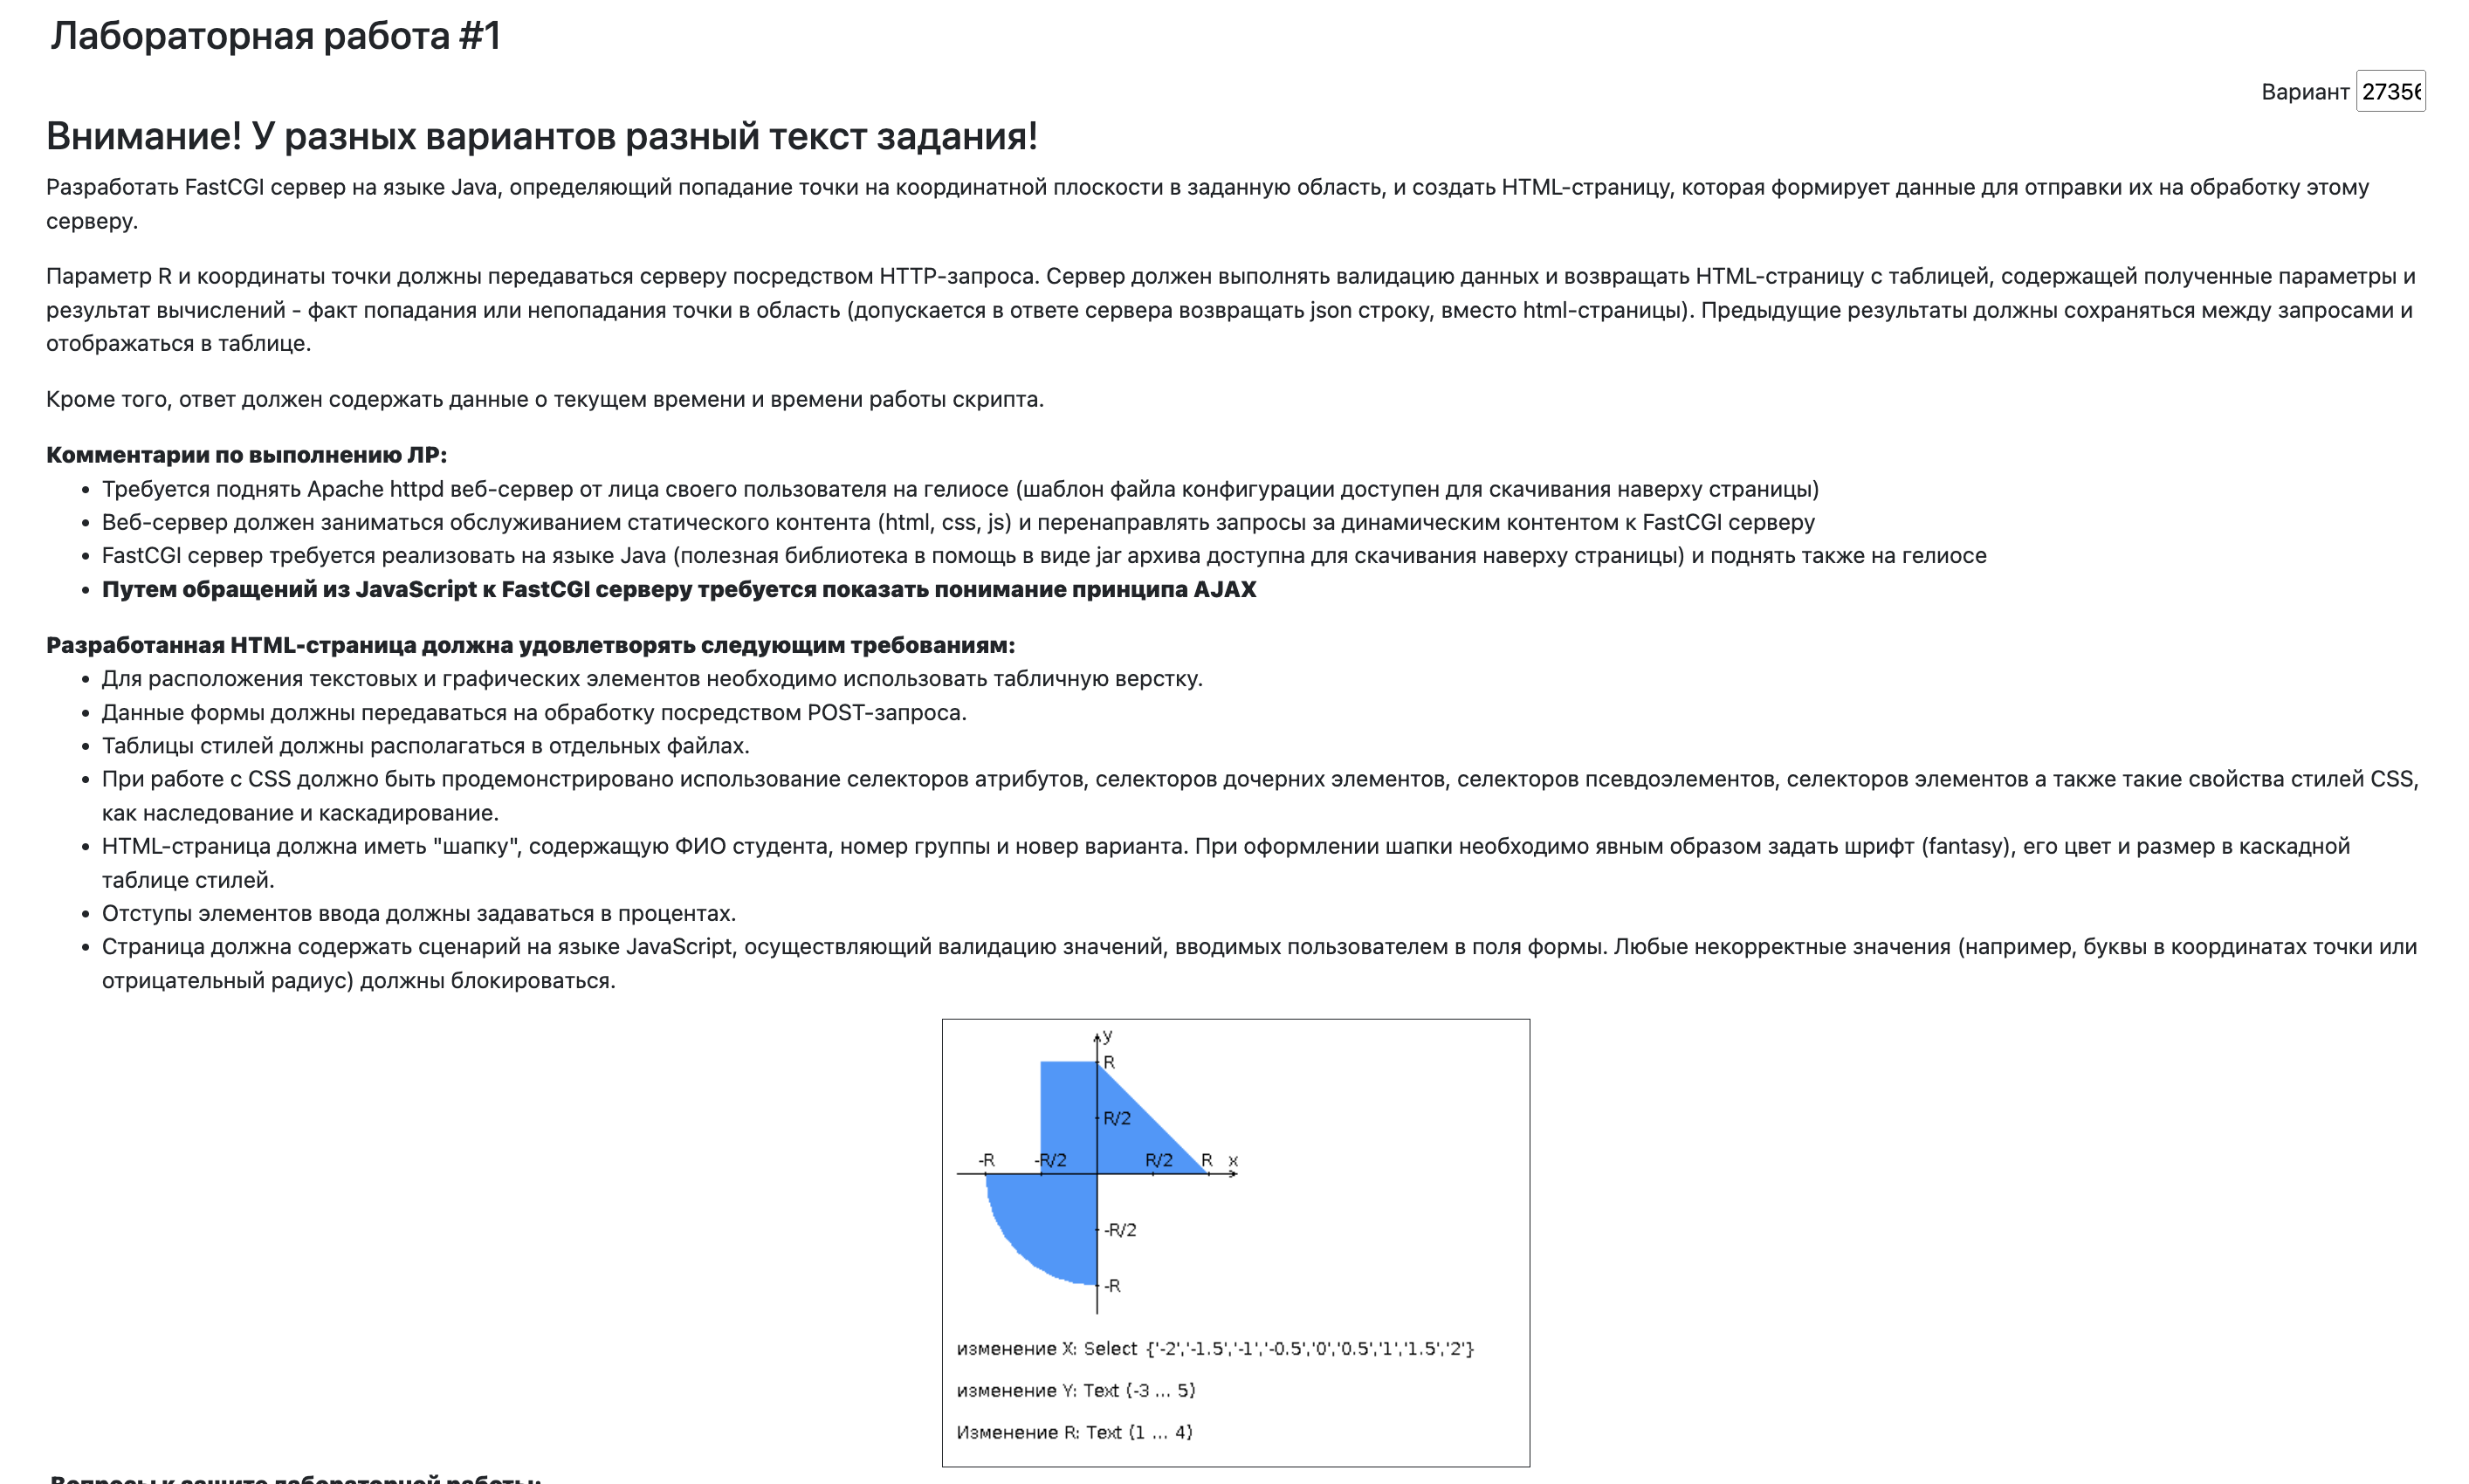 Лабораторная работа #1
Вариант 27356
Внимание! У разных вариантов разный текст задания!
Разработать FastCGI сервер на языке Java, определяющий попадание точки на координатной плоскости в заданную область, и создать HTML-страницу, которая формирует данные для отправки их на обработку этому
серверу.
Параметр R и координаты точки должны передаваться серверу посредством HTTP-запроса. Сервер должен выполнять валидацию данных и возвращать HTML-страницу с таблицей, содержащей полученные параметры и
результат вычислений - факт попадания или непопадания точки в область (допускается в ответе сервера возвращать json строку, вместо html-страницы). Предыдущие результаты должны сохраняться между запросами и
отображаться в таблице.
Кроме того, ответ должен содержать данные о текущем времени и времени работы скрипта.
Комментарии по выполнению ЛР:
• Требуется поднять Apache httpd веб-сервер от лица своего пользователя на гелиосе (шаблон файла конфигурации доступен для скачивания наверху страницы)
• Веб-сервер должен заниматься обслуживанием статического контента (html, css, js) и перенаправлять запросы за динамическим контентом к FastCGI серверу
• FastCGI сервер требуется реализовать на языке Java (полезная библиотека в помощь в виде jar архива доступна для скачивания наверху страницы) и поднять также на гелиосе
• Путем обращений из JavaScript к FastCGI серверу требуется показать понимание принципа AJAX
Разработанная HTML-страница должна удовлетворять следующим требованиям:
• Для расположения текстовых и графических элементов необходимо использовать табличную верстку.
• Данные формы должны передаваться на обработку посредством POST-запроса.
• Таблицы стилей должны располагаться в отдельных файлах.
• При работе с CSS должно быть продемонстрировано использование селекторов атрибутов, селекторов дочерних элементов, селекторов псевдоэлементов, селекторов элементов а также такие свойства стилей CSS,
как наследование и каскадирование.
• HTML-страница должна иметь "шапку", содержащую ФИО студента, номер группы и новер варианта. При оформлении шапки необходимо явным образом задать шрифт (fantasy), его цвет и размер в каскадной
таблице стилей.
• Отступы элементов ввода должны задаваться в процентах.
• Страница должна содержать сценарий на языке JavaScript, осуществляющий валидацию значений, вводимых пользователем в поля формы. Любые некорректные значения (например, буквы в координатах точки или
отрицательный радиус) должны блокироваться.
y
R
R/2
-R -R/2 R/2 R x
-R/2
-R
изменение X: Select {'-2','-1.5','-1','-0.5','0','0.5','1','1.5','2'}
изменение Y: Text (-3 ... 5)
Изменение R: Text (1 ... 4)
Вопросы к защите лабораторной работы: